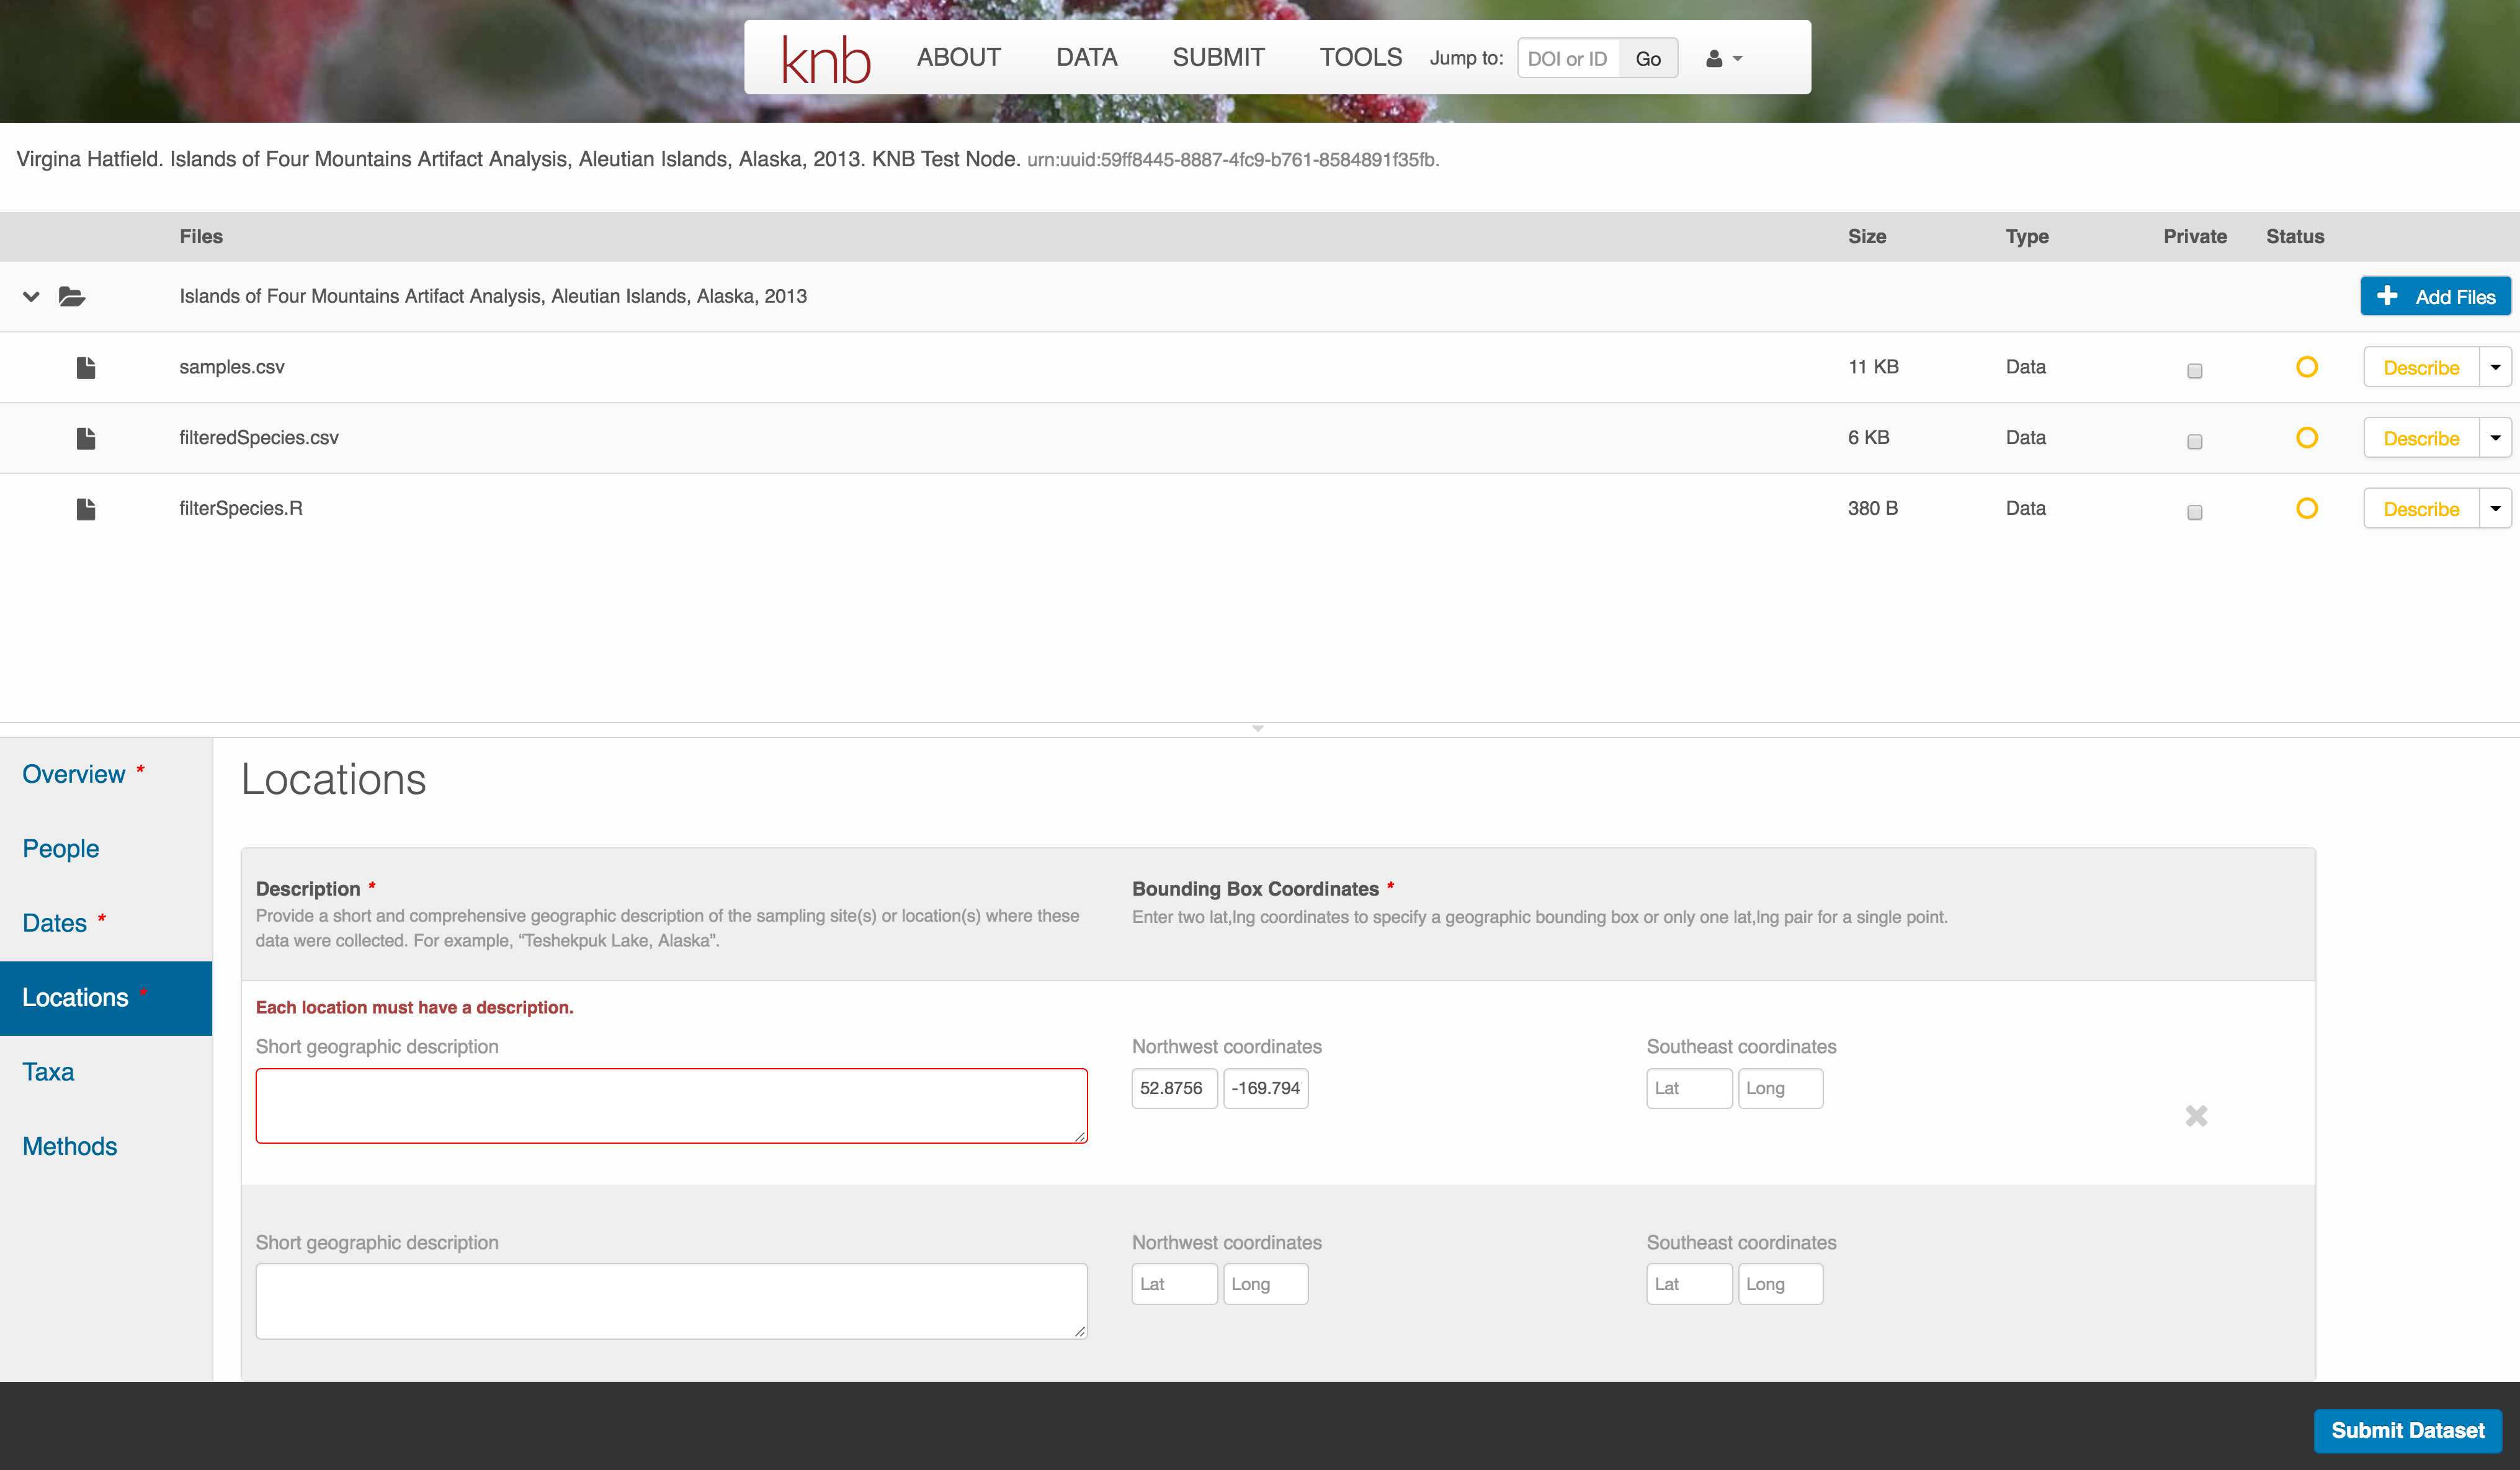 knb ABOUT DATA SUBMIT TOOLS Jump to: DOI or ID Go
Virgina Hatfield. Islands of Four Mountains Artifact Analysis, Aleutian Islands, Alaska, 2013. KNB Test Node. urn:uuid:59ff8445-8887-4fc9-b761-8584891f35fb.
Files Size Type Private Status
Islands of Four Mountains Artifact Analysis, Aleutian Islands, Alaska, 2013 Add Files
samples.csv 11 KB Data Describe
filteredSpecies.csv 6 KB Data Describe
filterSpecies.R 380 B Data Describe
Overview *
People
Dates *
Locations *
Taxa
Methods
Locations
Description *
Provide a short and comprehensive geographic description of the sampling site(s) or location(s) where these
data were collected. For example, “Teshekpuk Lake, Alaska”.
Bounding Box Coordinates *
Enter two lat,lng coordinates to specify a geographic bounding box or only one lat,lng pair for a single point.
Each location must have a description.
Short geographic description Northwest coordinates Southeast coordinates
52.8756 -169.794 Lat Long
Short geographic description Northwest coordinates Southeast coordinates
Lat Long Lat Long
Submit Dataset